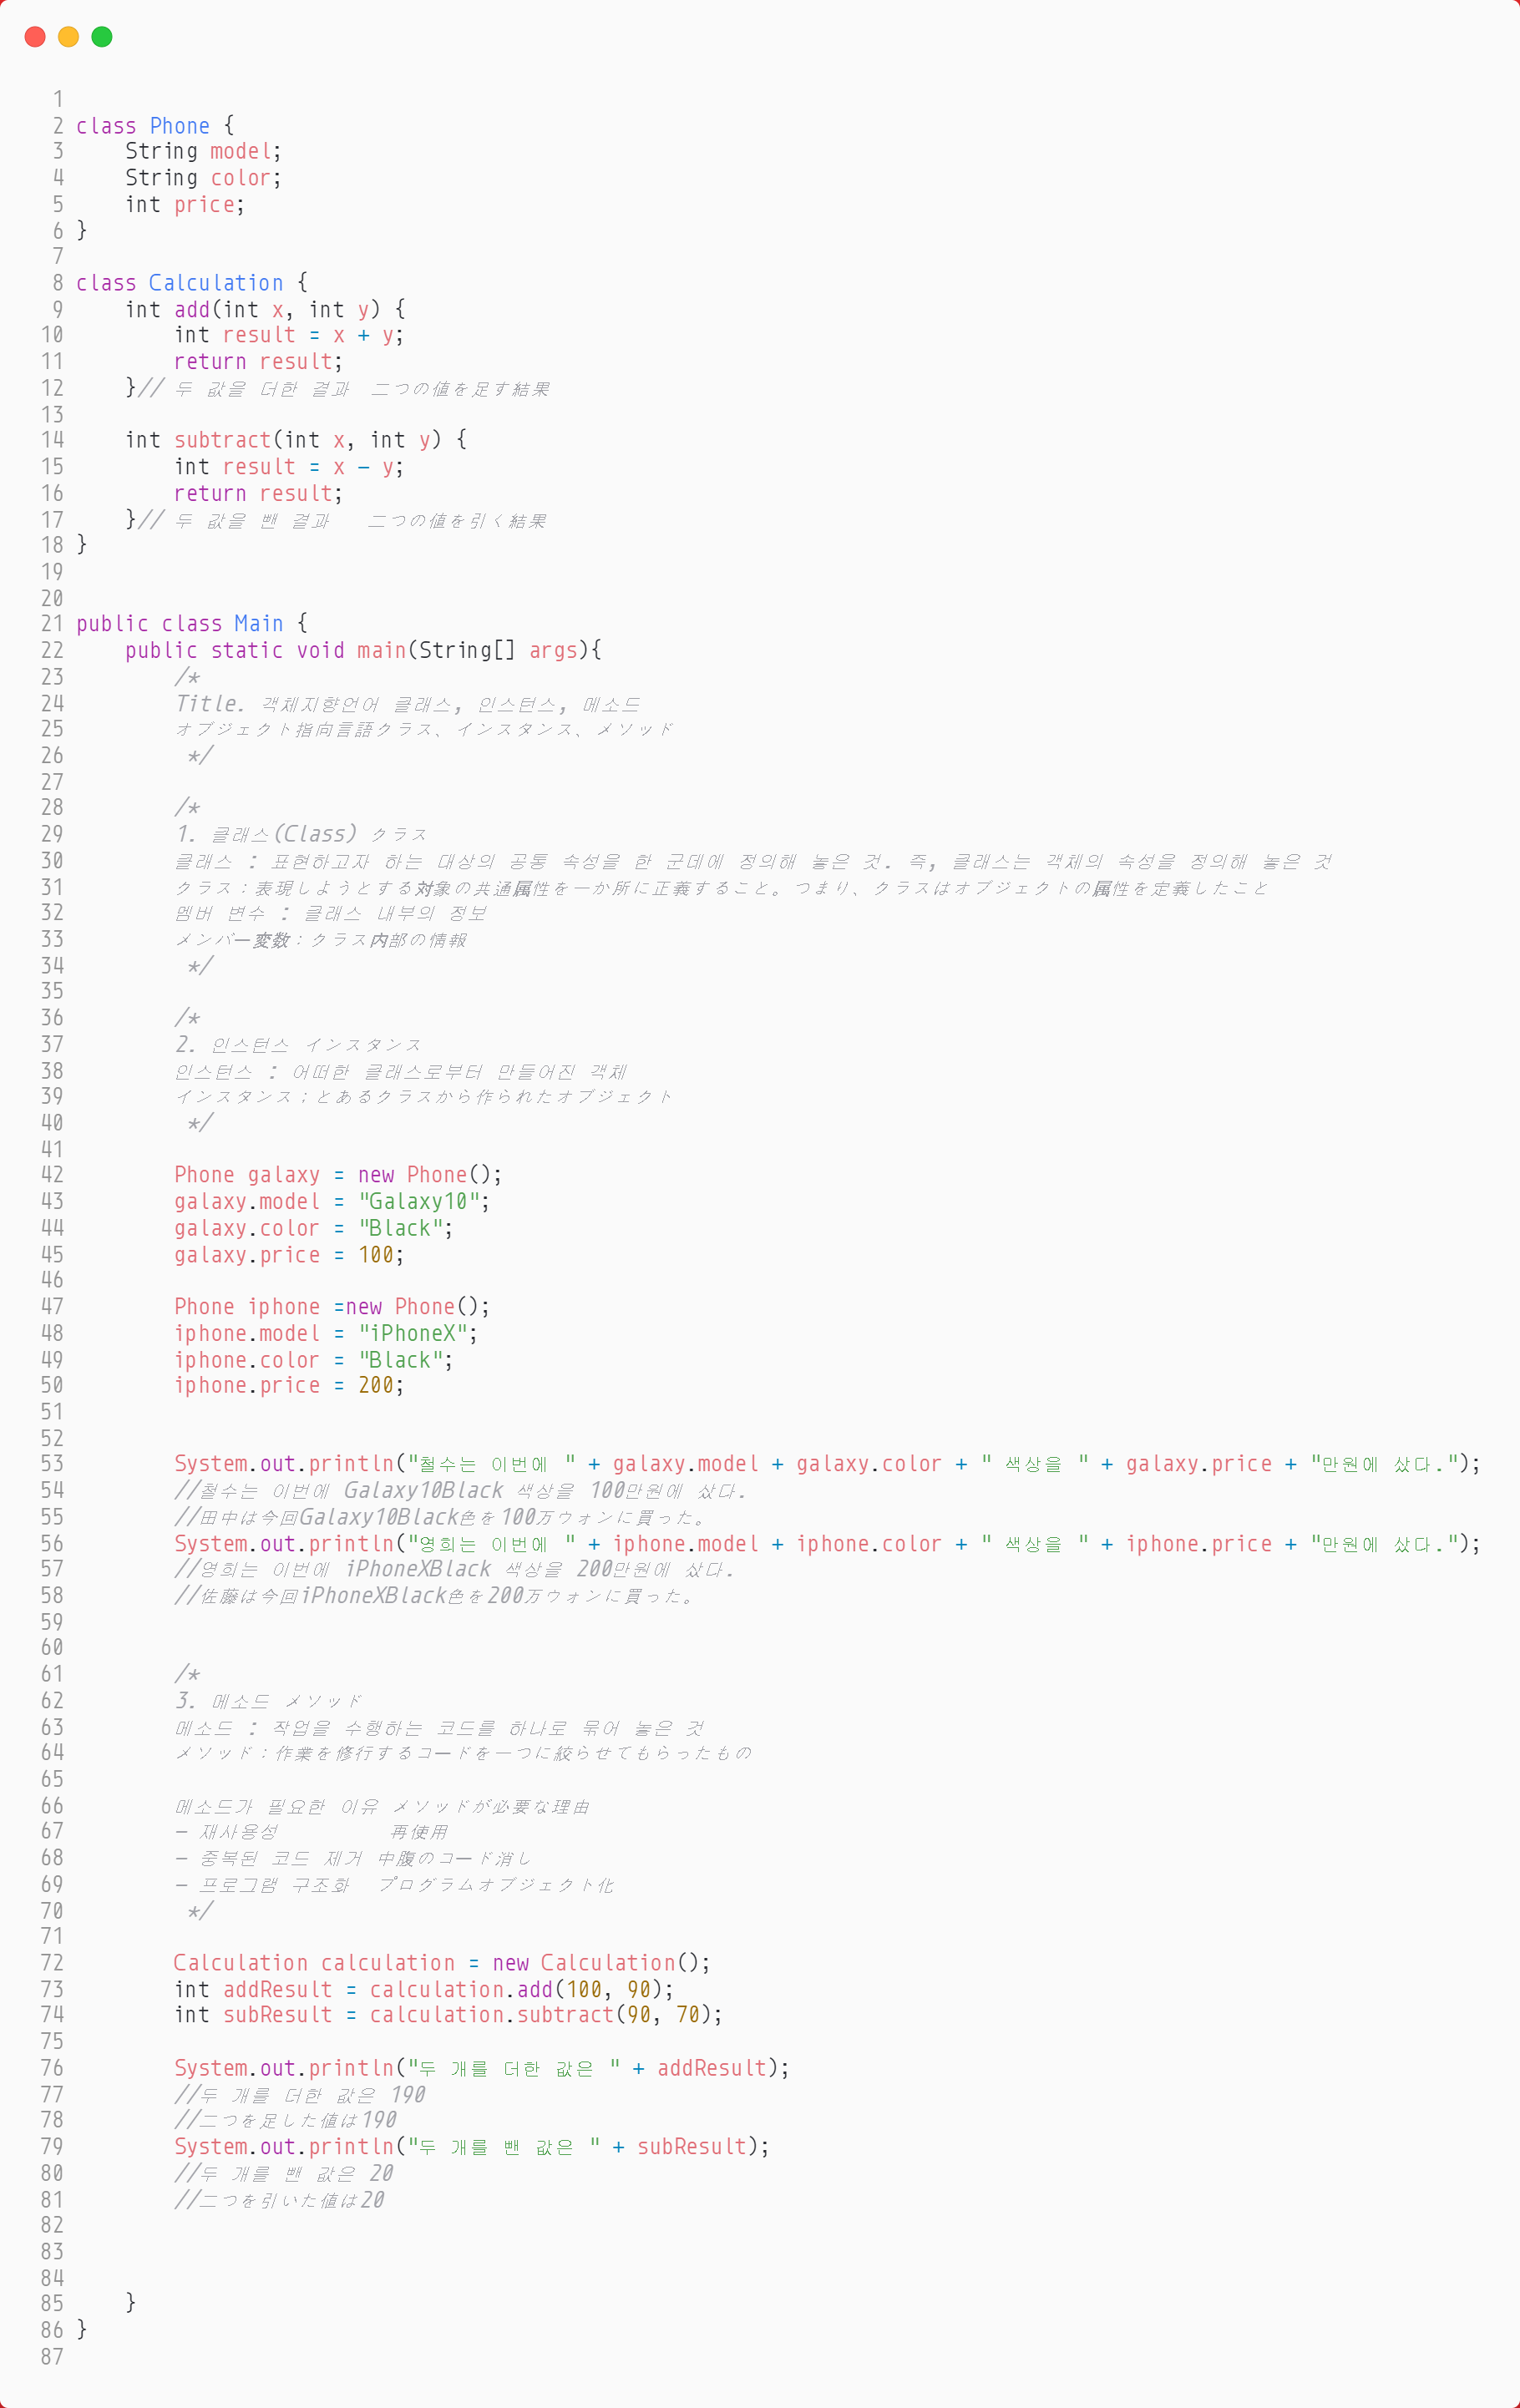 1
2 class Phone {
3     String model;
4     String color;
5     int price;
6 }
7
8 class Calculation {
9     int add(int x, int y) {
10         int result = x + y;
11         return result;
12     }// 두 값을 더한 결과  二つの値を足す結果
13
14     int subtract(int x, int y) {
15         int result = x - y;
16         return result;
17     }// 두 값을 뺀 결과   二つの値を引く結果
18 }
19
20
21 public class Main {
22     public static void main(String[] args){
23         /*
24         Title. 객체지향언어 클래스, 인스턴스, 메소드
25         オブジェクト指向言語クラス、インスタンス、メソッド
26          */
27
28         /*
29         1. 클래스(Class) クラス
30         클래스 : 표현하고자 하는 대상의 공통 속성을 한 군데에 정의해 놓은 것. 즉, 클래스는 객체의 속성을 정의해 놓은 것
31         クラス：表現しようとする対象の共通属性を一か所に正義すること。つまり、クラスはオブジェクトの属性を定義したこと
32         멤버 변수 : 클래스 내부의 정보
33         メンバー変数：クラス内部の情報
34          */
35
36         /*
37         2. 인스턴스 インスタンス
38         인스턴스 : 어떠한 클래스로부터 만들어진 객체
39         インスタンス；とあるクラスから作られたオブジェクト
40          */
41
42         Phone galaxy = new Phone();
43         galaxy.model = "Galaxy10";
44         galaxy.color = "Black";
45         galaxy.price = 100;
46
47         Phone iphone =new Phone();
48         iphone.model = "iPhoneX";
49         iphone.color = "Black";
50         iphone.price = 200;
51
52
53         System.out.println("철수는 이번에 " + galaxy.model + galaxy.color + " 색상을 " + galaxy.price + "만원에 샀다.");
54         //철수는 이번에 Galaxy10Black 색상을 100만원에 샀다.
55         //田中は今回Galaxy10Black色を100万ウォンに買った。
56         System.out.println("영희는 이번에 " + iphone.model + iphone.color + " 색상을 " + iphone.price + "만원에 샀다.");
57         //영희는 이번에 iPhoneXBlack 색상을 200만원에 샀다.
58         //佐藤は今回iPhoneXBlack色を200万ウォンに買った。
59
60
61         /*
62         3. 메소드 メソッド
63         메소드 : 작업을 수행하는 코드를 하나로 묶어 놓은 것
64         メソッド：作業を修行するコードを一つに絞らせてもらったもの
65
66         메소드가 필요한 이유 メソッドが必要な理由
67         - 재사용성         再使用
68         - 중복된 코드 제거 中腹のコード消し
69         - 프로그램 구조화  プログラムオブジェクト化
70          */
71
72         Calculation calculation = new Calculation();
73         int addResult = calculation.add(100, 90);
74         int subResult = calculation.subtract(90, 70);
75
76         System.out.println("두 개를 더한 값은 " + addResult);
77         //두 개를 더한 값은 190
78         //二つを足した値は190
79         System.out.println("두 개를 뺀 값은 " + subResult);
80         //두 개를 뺀 값은 20
81         //二つを引いた値は20
82
83
84
85     }
86 }
87